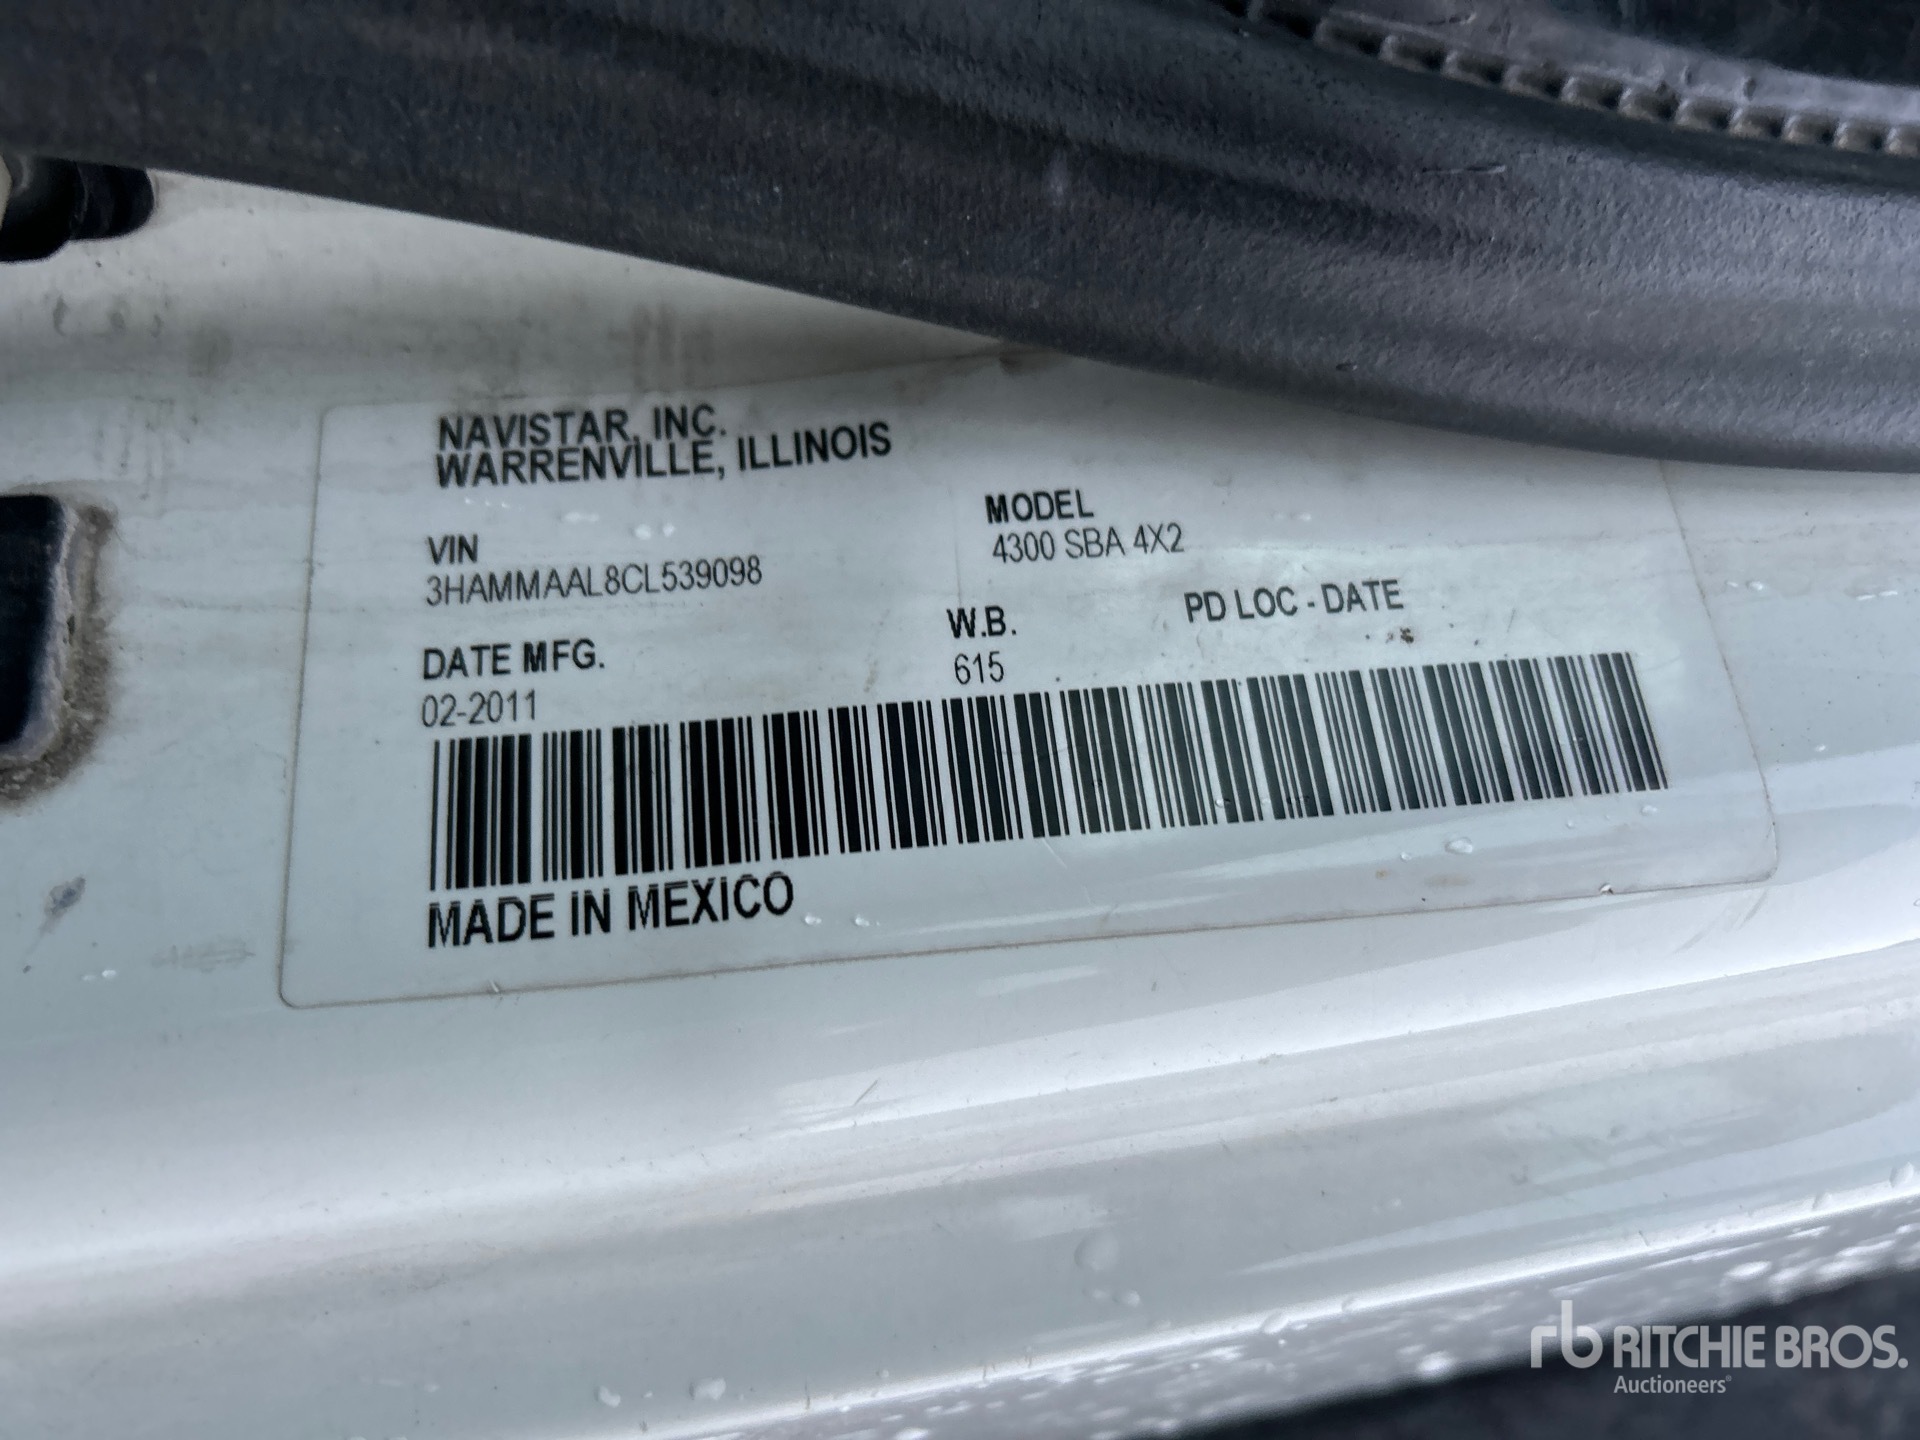 NAVISTAR, INC.
WARRENVILLE, ILLINOIS
VIN
3HAMMAAL8CL539098
MODEL
4300 SBA 4X2
DATE MFG.
02-2011
W.B.
615
PD LOC - DATE
MADE IN MEXICO
rb RITCHIE BROS.
Auctioneers®